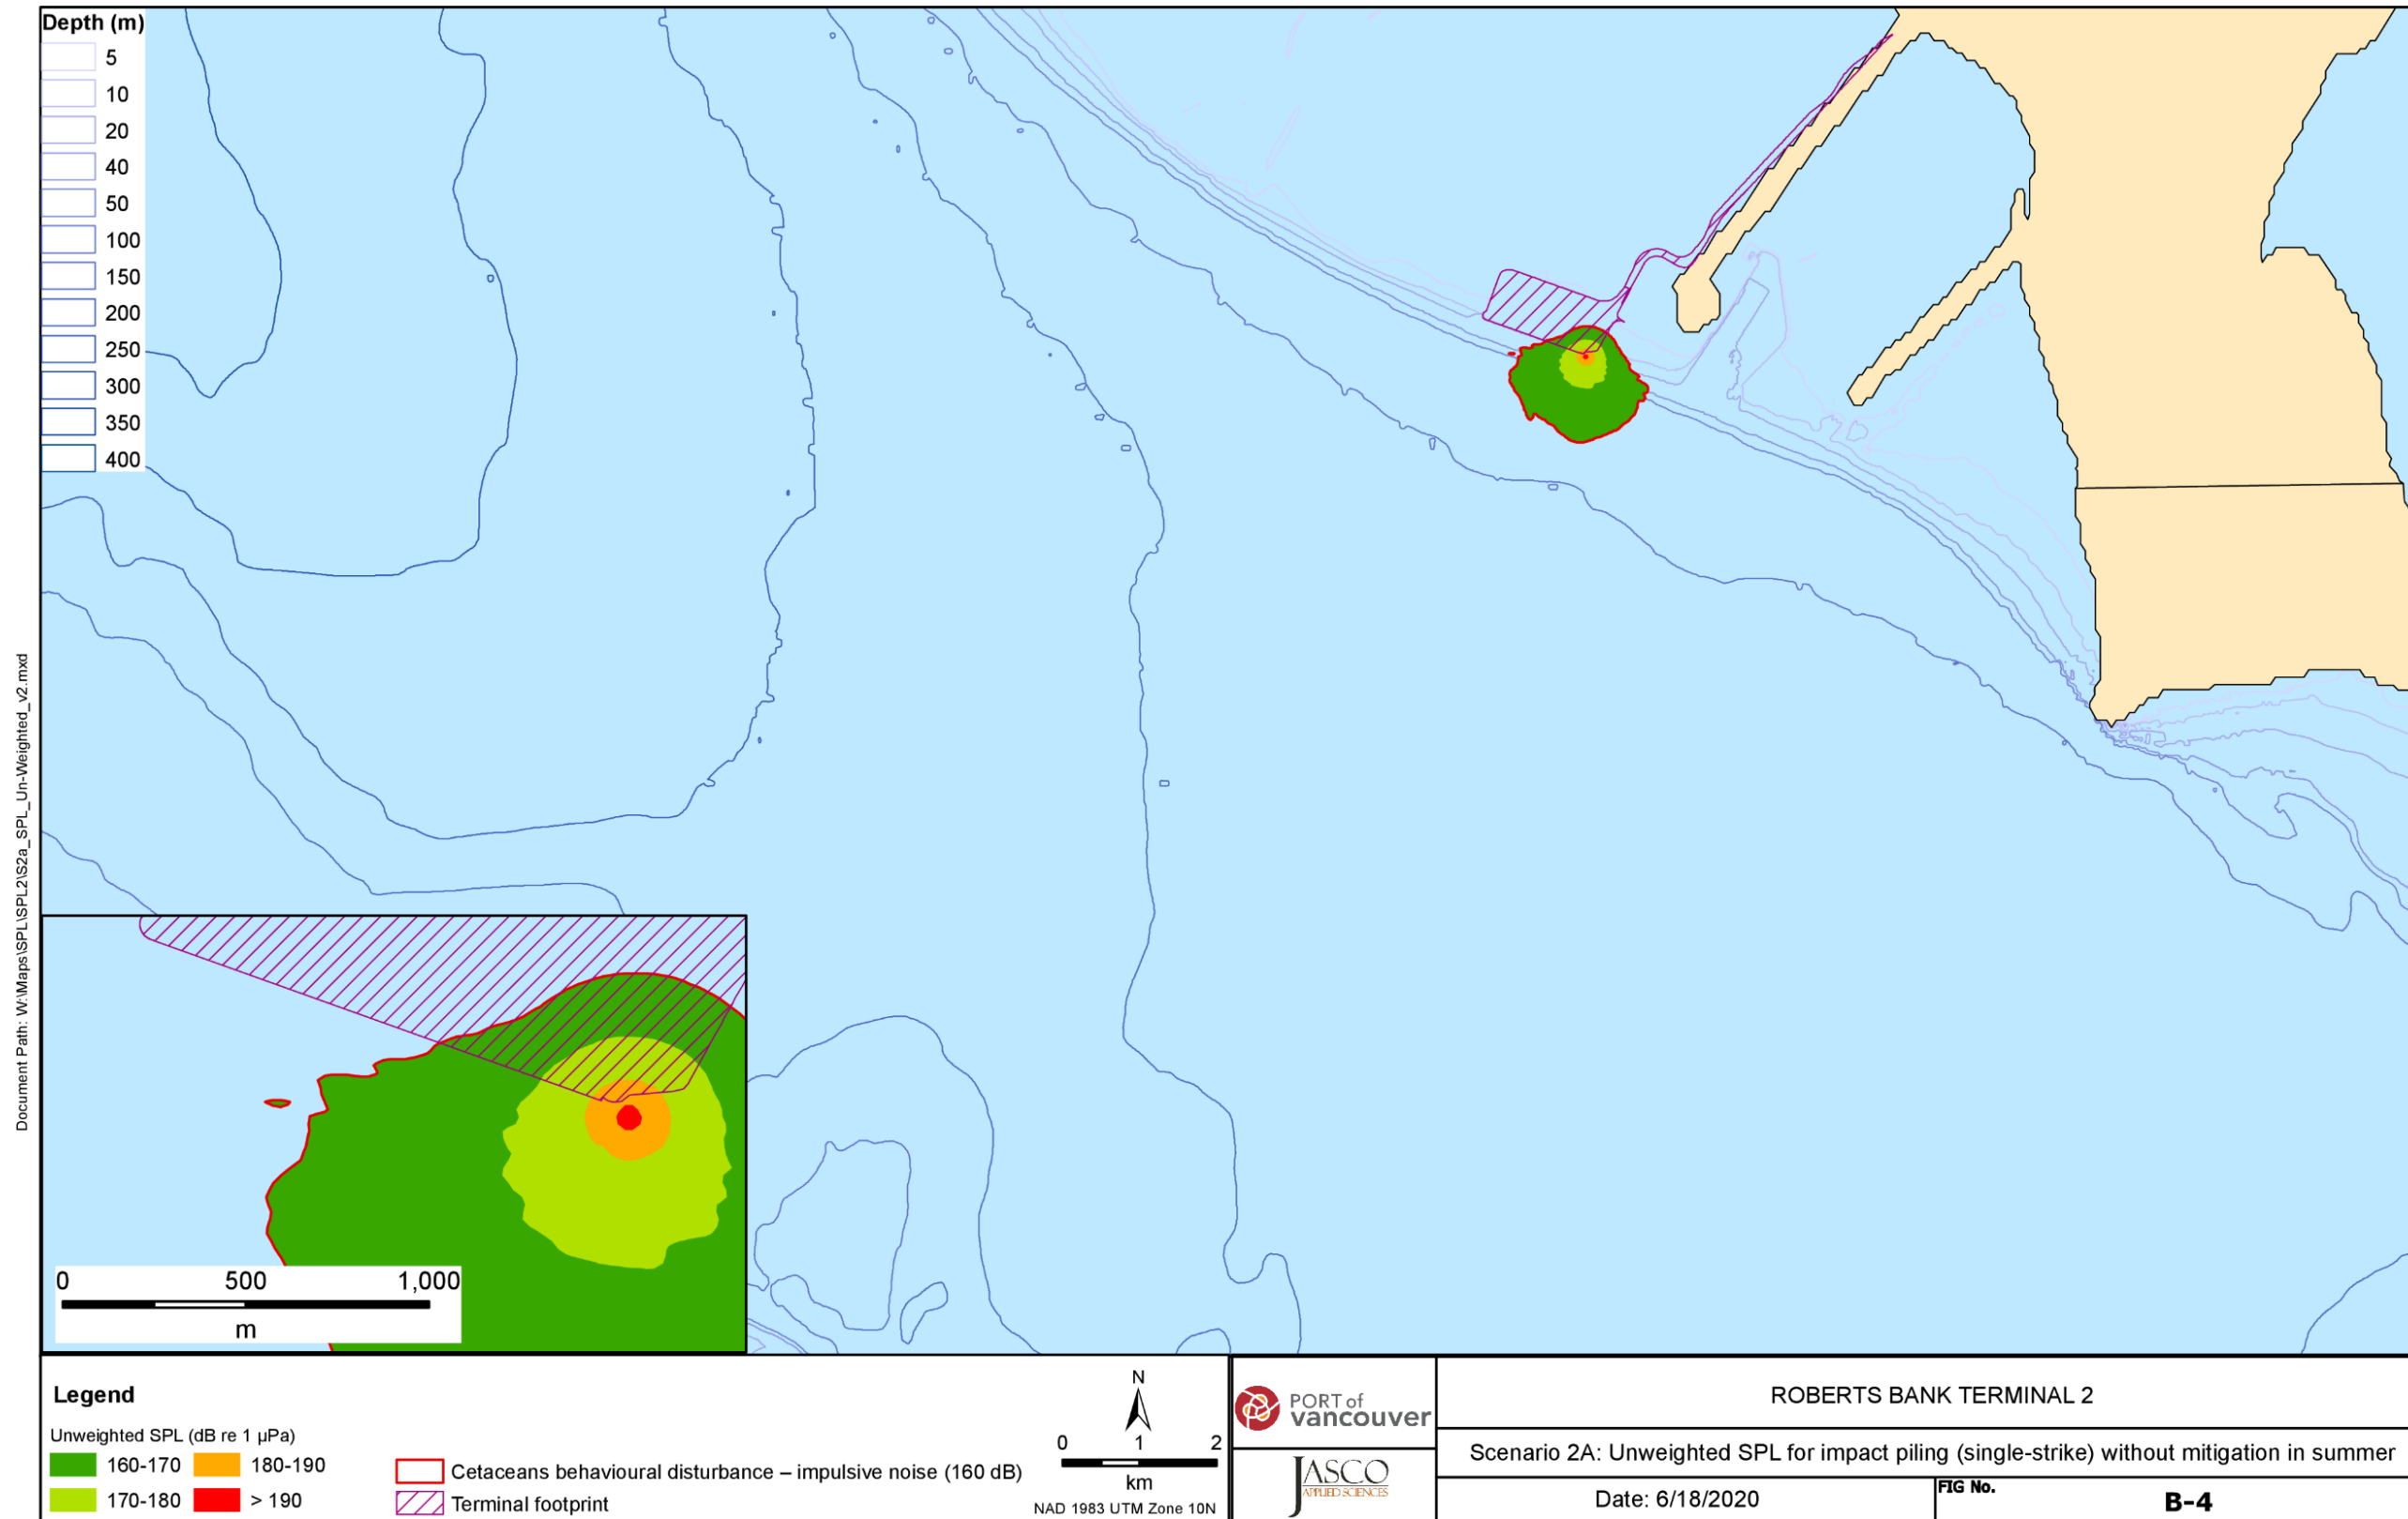 Depth (m)
5
10
20
40
50
100
150
200
250
300
350
400
Document Path: W:\Maps\SPL\SPL2\S2a_SPL_Un-Weighted_v2.mxd
0 500 1,000
m
Legend
Unweighted SPL (dB re 1 µPa)
160-170
170-180
180-190
> 190
Cetaceans behavioural disturbance – impulsive noise (160 dB)
Terminal footprint
N
0 1 2
km
NAD 1983 UTM Zone 10N
PORT of
vancouver
JASCO
APPLIED SCIENCES
ROBERTS BANK TERMINAL 2
Scenario 2A: Unweighted SPL for impact piling (single-strike) without mitigation in summer
Date: 6/18/2020
FIG No.
B-4